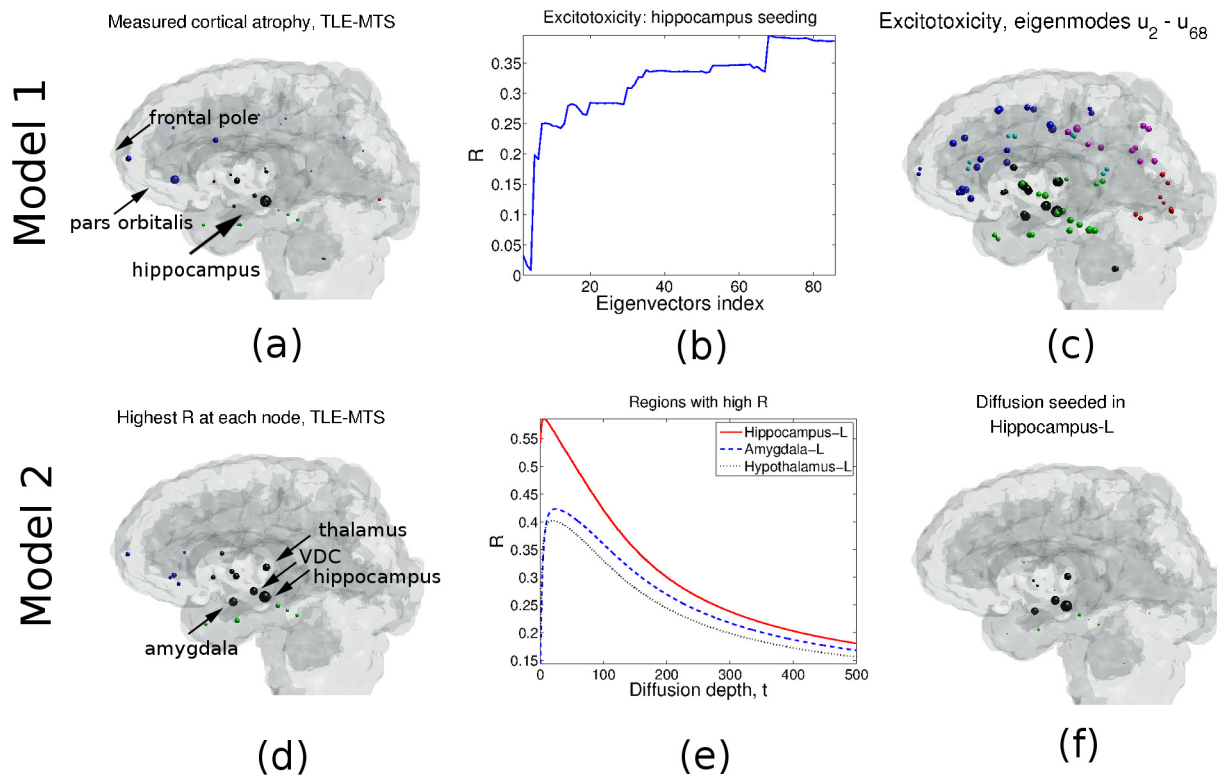 Model 1
Measured cortical atrophy, TLE-MTS
frontal pole
pars orbitalis
hippocampus
(a)
Excitotoxicity: hippocampus seeding
R
0.35
0.3
0.25
0.2
0.15
0.1
0.05
0
20 40 60 80
Eigenvectors index
(b)
Excitotoxicity, eigenmodes u2 - u68
(c)
Model 2
Highest R at each node, TLE-MTS
thalamus
VDC
hippocampus
amygdala
(d)
Regions with high R
Hippocampus-L
Amygdala-L
Hypothalamus-L
R
0.55
0.5
0.45
0.4
0.35
0.3
0.25
0.2
0.15
0 100 200 300 400 500
Diffusion depth, t
(e)
Diffusion seeded in
Hippocampus-L
(f)